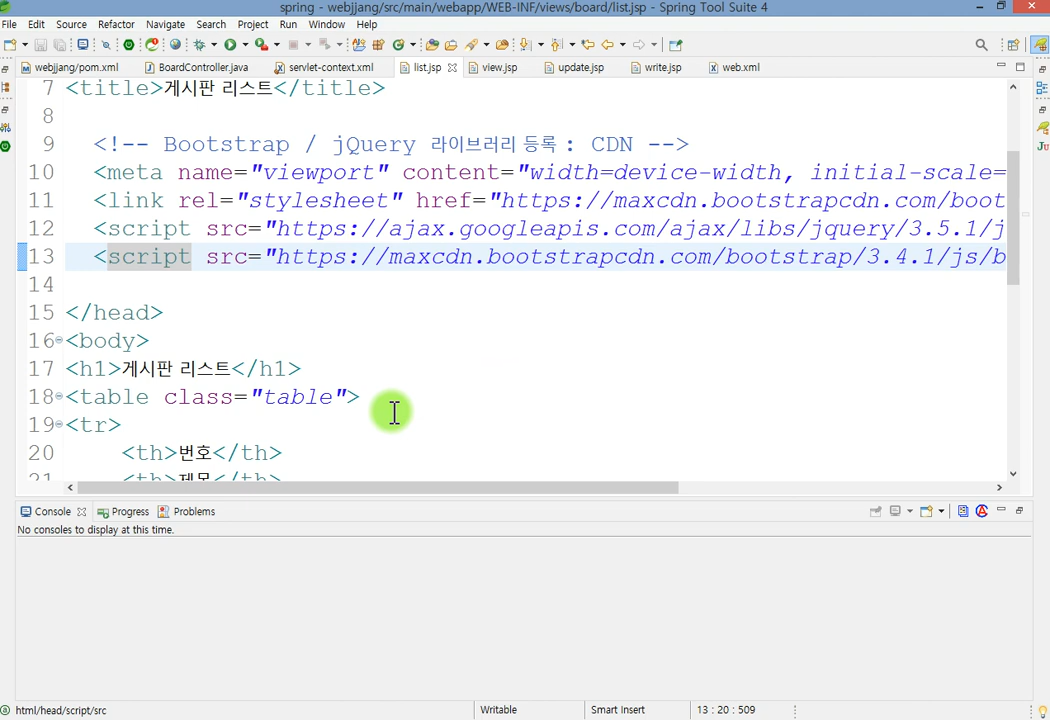 spring - webjjang/src/main/webapp/WEB-INF/views/board/list.jsp - Spring Tool Suite 4
File Edit Source Refactor Navigate Search Project Run Window Help
webjjang/pom.xml BoardController.java servlet-context.xml list.jsp view.jsp update.jsp write.jsp web.xml
7 <title>게시판 리스트</title>
8
9 <!-- Bootstrap / jQuery 라이브러리 등록 : CDN -->
10 <meta name="viewport" content="width=device-width, initial-scale=
11 <link rel="stylesheet" href="https://maxcdn.bootstrapcdn.com/boot
12 <script src="https://ajax.googleapis.com/ajax/libs/jquery/3.5.1/j
13 <script src="https://maxcdn.bootstrapcdn.com/bootstrap/3.4.1/js/b
14
15 </head>
16 <body>
17 <h1>게시판 리스트</h1>
18 <table class="table">
19 <tr>
20 <th>번호</th>
21 <th>제목</th>
Console Progress Problems
No consoles to display at this time.
html/head/script/src Writable Smart Insert 13 : 20 : 509